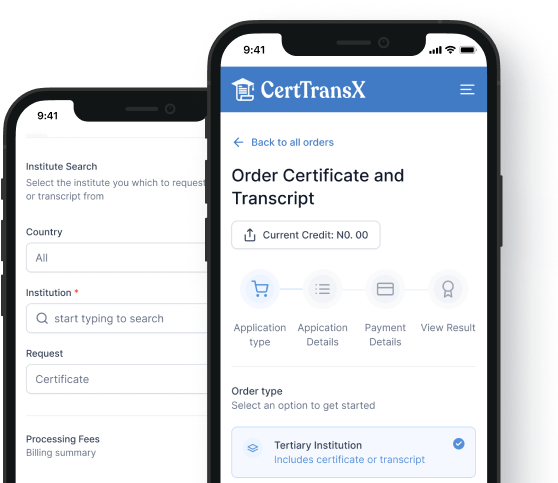 9:41
Institute Search
Select the institute you which to request
or transcript from
Country
All
Institution *
start typing to search
Request
Certificate
Processing Fees
Billing summary
9:41
CertTransX
Back to all orders
Order Certificate and
Transcript
Current Credit: N0. 00
Application
type
Appication
Details
Payment
Details
View Result
Order type
Select an option to get started
Tertiary Institution
Includes certificate or transcript